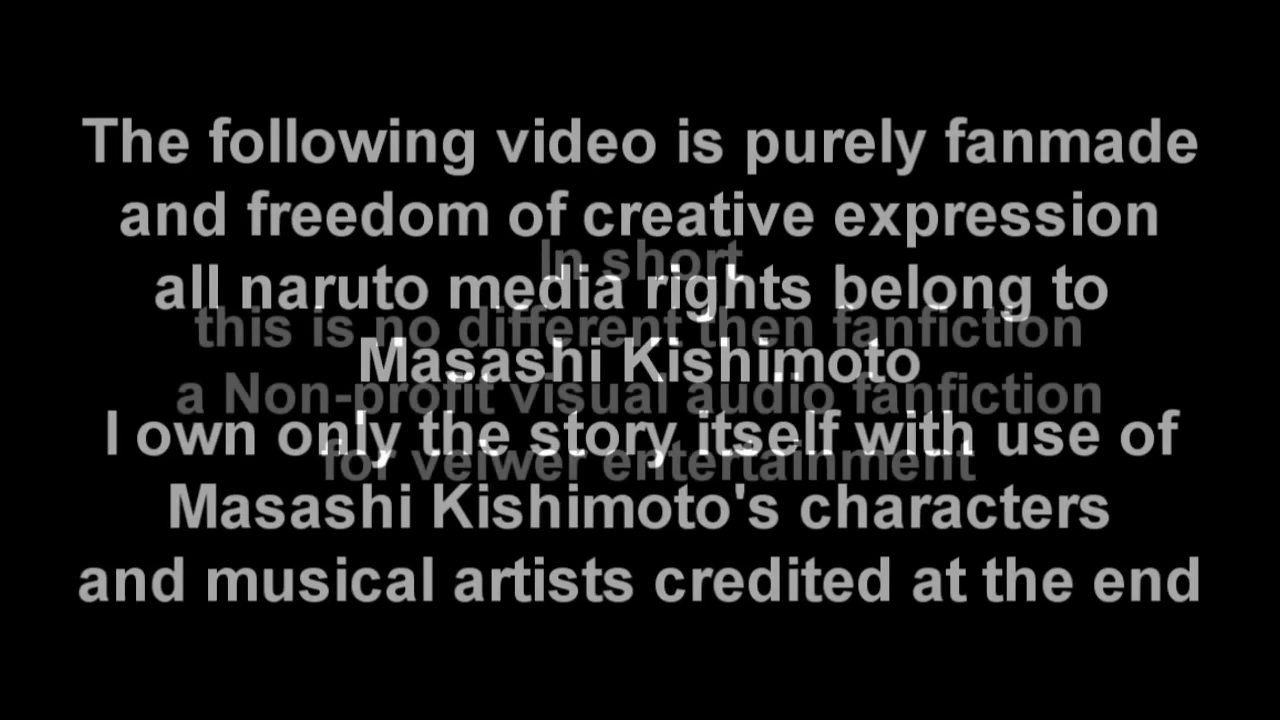 The following video is purely fanmade
and freedom of creative expression
all naruto media rights belong to
Masashi Kishimoto
I own only the story itself with use of
Masashi Kishimoto's characters
and musical artists credited at the end
In short
this is no different then fanfiction
a Non-profit visual audio fanfiction
for veiwer entertainment